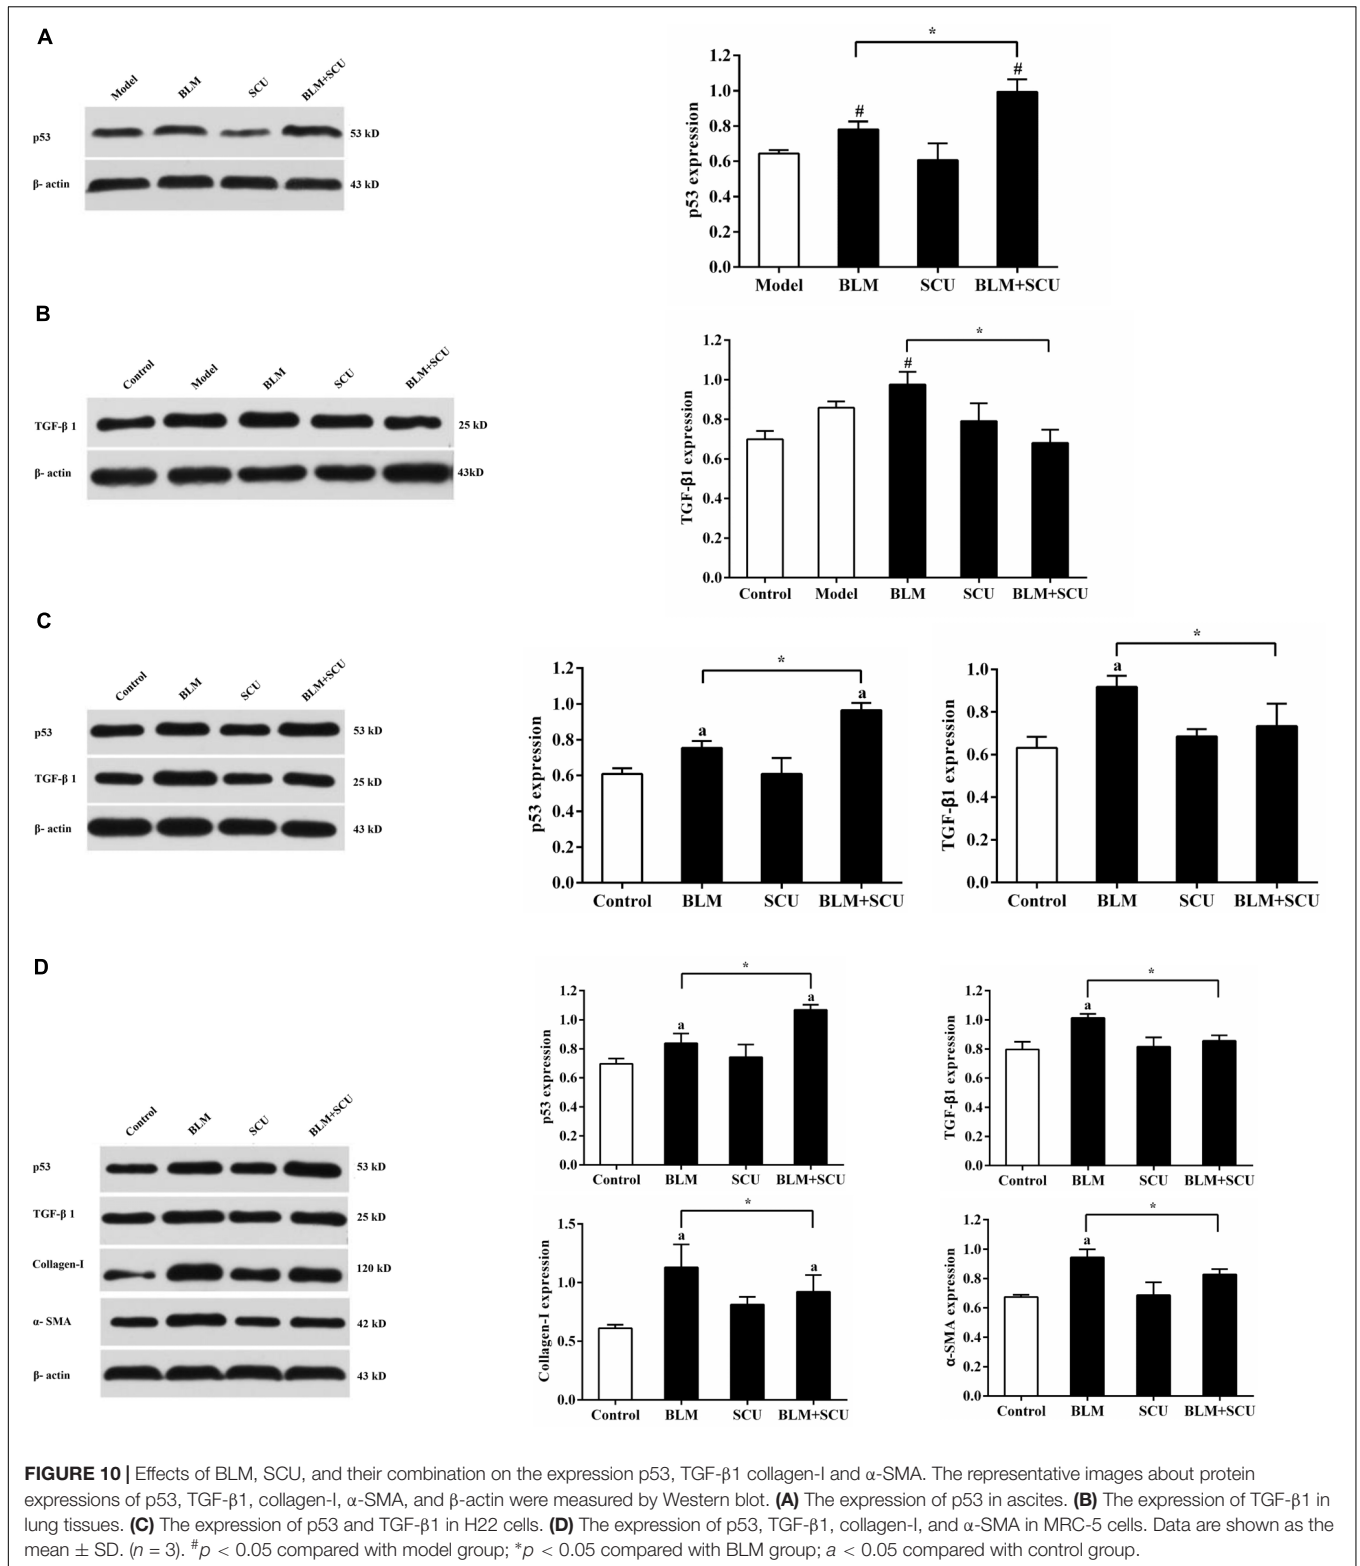 A
Model BLM SCU BLM+SCU
p53 53 kD
β- actin 43 kD
*
# #
p53 expression
1.2
1.0
0.8
0.6
0.4
0.2
0.0
Model BLM SCU BLM+SCU
B
Control Model BLM SCU BLM+SCU
TGF-β 1 25 kD
β- actin 43kD
*
#
TGF-β1 expression
1.2
1.0
0.8
0.6
0.4
0.2
0.0
Control Model BLM SCU BLM+SCU
C
Control BLM SCU BLM+SCU
p53 53 kD
TGF-β 1 25 kD
β- actin 43 kD
*
a a
p53 expression
1.2
1.0
0.8
0.6
0.4
0.2
0.0
Control BLM SCU BLM+SCU
*
a
TGF-β1 expression
1.0
0.8
0.6
0.4
0.2
0.0
Control BLM SCU BLM+SCU
D
Control BLM SCU BLM+SCU
p53 53 kD
TGF-β 1 25 kD
Collagen-I 120 kD
α- SMA 42 kD
β- actin 43 kD
*
a a
p53 expression
1.2
1.0
0.8
0.6
0.4
0.2
0.0
Control BLM SCU BLM+SCU
*
a
TGF-β1 expression
1.2
1.0
0.8
0.6
0.4
0.2
0.0
Control BLM SCU BLM+SCU
*
a a
Collagen-I expression
1.5
1.0
0.5
0.0
Control BLM SCU BLM+SCU
*
a
α-SMA expression
1.2
1.0
0.8
0.6
0.4
0.2
0.0
Control BLM SCU BLM+SCU
FIGURE 10 | Effects of BLM, SCU, and their combination on the expression p53, TGF-β1 collagen-I and α-SMA. The representative images about protein
expressions of p53, TGF-β1, collagen-I, α-SMA, and β-actin were measured by Western blot. (A) The expression of p53 in ascites. (B) The expression of TGF-β1 in
lung tissues. (C) The expression of p53 and TGF-β1 in H22 cells. (D) The expression of p53, TGF-β1, collagen-I, and α-SMA in MRC-5 cells. Data are shown as the
mean ± SD. (n = 3). #p < 0.05 compared with model group; *p < 0.05 compared with BLM group; a < 0.05 compared with control group.